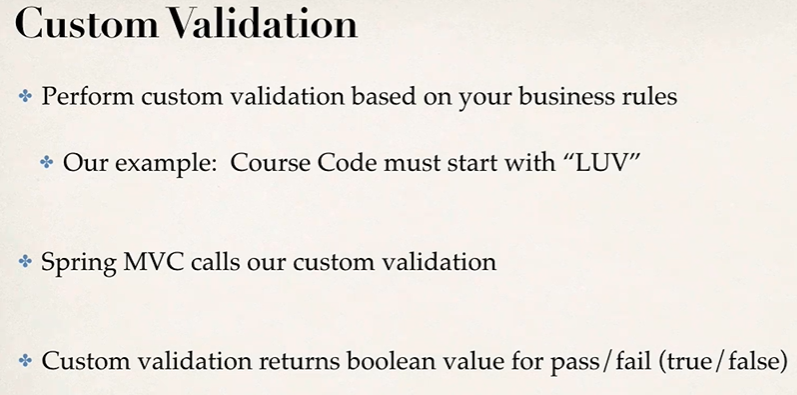 Custom Validation
Perform custom validation based on your business rules
Our example: Course Code must start with “LUV”
Spring MVC calls our custom validation
Custom validation returns boolean value for pass/fail (true/false)